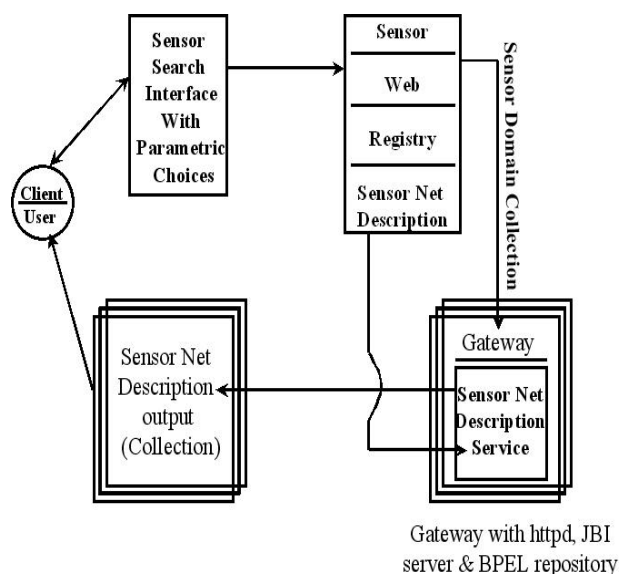 Sensor
Search
Interface
With
Parametric
Choices
Sensor
Web
Registry
Sensor Net
Description
Sensor Domain Collection
Client
User
Sensor Net
Description
output
(Collection)
Gateway
Sensor Net
Description
Service
Gateway with httpd, JBI
server & BPEL repository